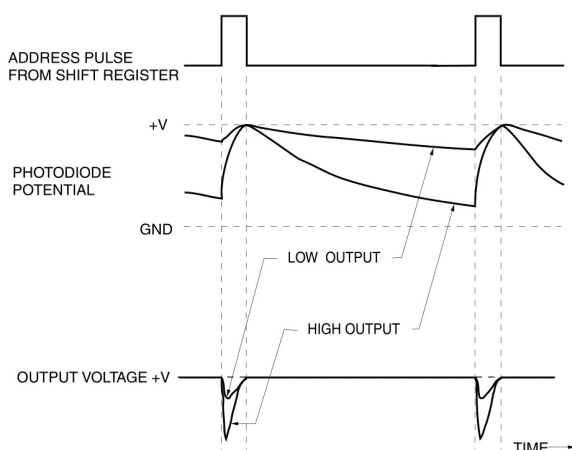 ADDRESS PULSE
FROM SHIFT REGISTER
+V
PHOTODIODE
POTENTIAL
GND
LOW OUTPUT
HIGH OUTPUT
OUTPUT VOLTAGE +V
TIME